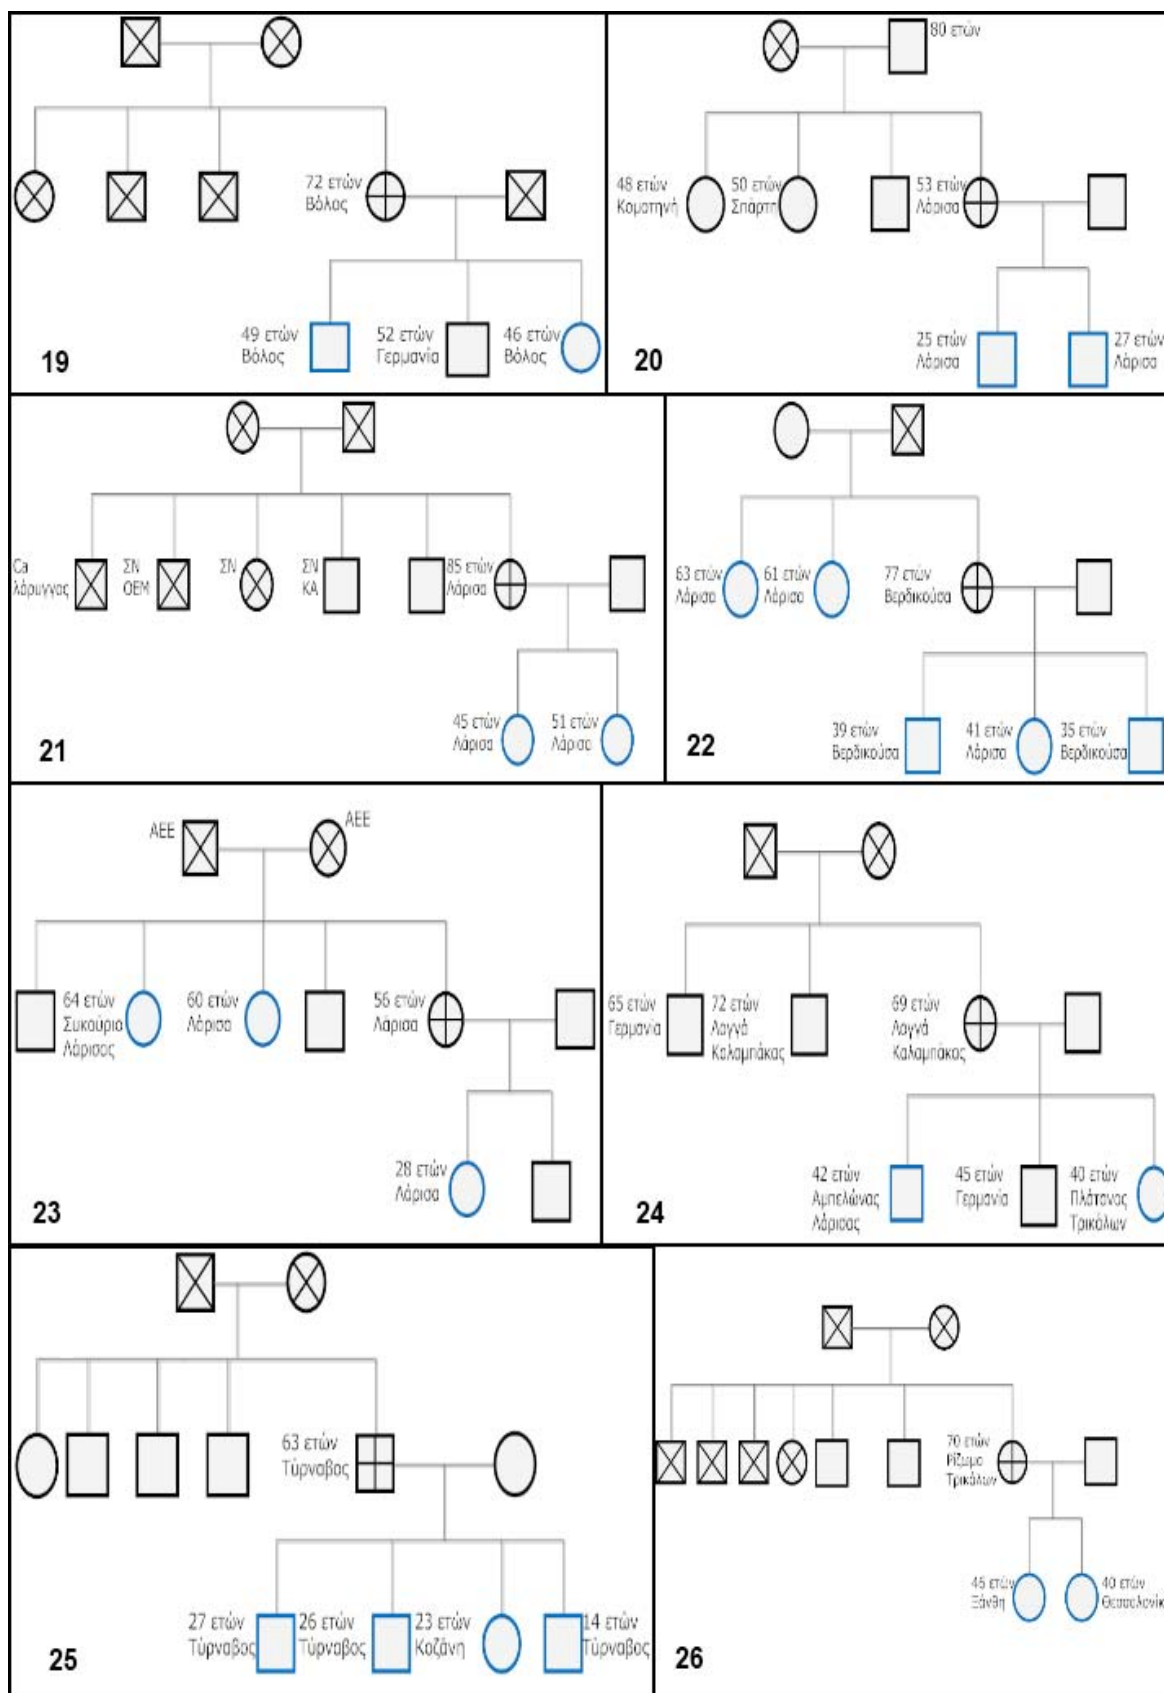 72 ετών
Βόλος
49 ετών
Βόλος
52 ετών
Γερμανία
46 ετών
Βόλος
19
80 ετών
48 ετών
Κομοτηνή
50 ετών
Σπάρτη
53 ετών
Λάρισα
25 ετών
Λάρισα
27 ετών
Λάρισα
20
Ca
λάρυγγας
ΣΝ
ΟΕΜ
ΣΝ
ΣΝ
ΚΑ
85 ετών
Λάρισα
45 ετών
Λάρισα
51 ετών
Λάρισα
21
63 ετών
Λάρισα
61 ετών
Λάρισα
77 ετών
Βερδικούσα
39 ετών
Βερδικούσα
41 ετών
Λάρισα
35 ετών
Βερδικούσα
22
ΑΕΕ
ΑΕΕ
64 ετών
Συκούριο
Λάρισας
60 ετών
Λάρισα
56 ετών
Λάρισα
28 ετών
Λάρισα
23
65 ετών
Γερμανία
72 ετών
Λογγά
Καλαμπάκας
69 ετών
Λογγά
Καλαμπάκας
42 ετών
Αμπελώνας
Λάρισας
45 ετών
Γερμανία
40 ετών
Πλάτανος
Τρικάλων
24
63 ετών
Τύρναβος
27 ετών
Τύρναβος
26 ετών
Τύρναβος
23 ετών
Κοζάνη
14 ετών
Τύρναβος
25
70 ετών
Ρίζωμα
Τρικάλων
46 ετών
Ξάνθη
40 ετών
Θεσσαλονίκ
26